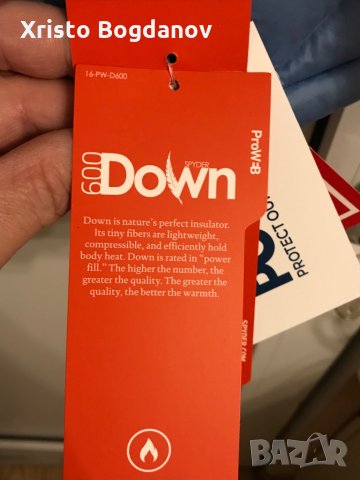 Xristo Bogdanov
16-PW-D600
600
SPYDER
Down
Down is nature's perfect insulator.
Its tiny fibers are lightweight,
compressible, and efficiently hold
body heat. Down is rated in "power
fill." The higher the number, the
greater the quality. The greater the
quality, the better the warmth.
ProW:B
SPYDER.COM
PROTECT OU
BAZAR
bg